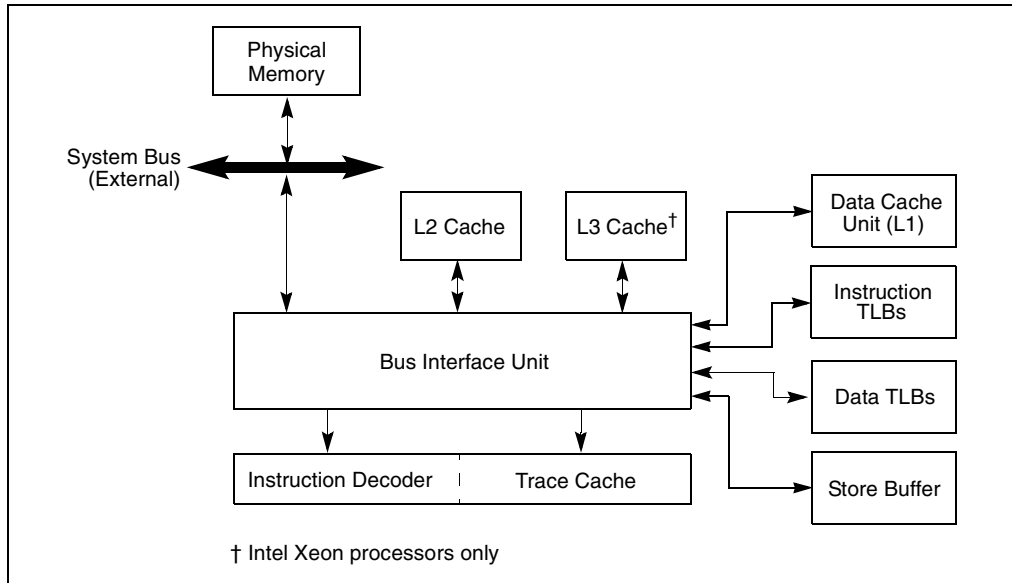 Physical
Memory
System Bus
(External)
L2 Cache
L3 Cache†
Data Cache
Unit (L1)
Instruction
TLBs
Bus Interface Unit
Data TLBs
Instruction Decoder
Trace Cache
Store Buffer
† Intel Xeon processors only